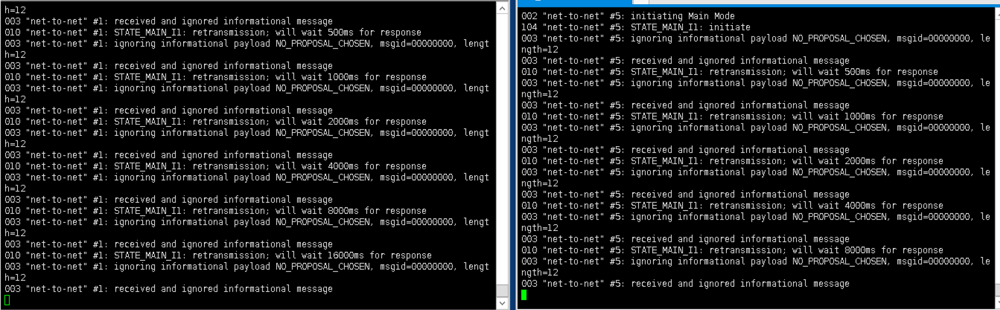 h=12
003 "net-to-net" #1: received and ignored informational message
010 "net-to-net" #1: STATE_MAIN_I1: retransmission; will wait 500ms for response
003 "net-to-net" #1: ignoring informational payload NO_PROPOSAL_CHOSEN, msgid=00000000, lengt
h=12
003 "net-to-net" #1: received and ignored informational message
010 "net-to-net" #1: STATE_MAIN_I1: retransmission; will wait 1000ms for response
003 "net-to-net" #1: ignoring informational payload NO_PROPOSAL_CHOSEN, msgid=00000000, lengt
h=12
003 "net-to-net" #1: received and ignored informational message
010 "net-to-net" #1: STATE_MAIN_I1: retransmission; will wait 2000ms for response
003 "net-to-net" #1: ignoring informational payload NO_PROPOSAL_CHOSEN, msgid=00000000, lengt
h=12
003 "net-to-net" #1: received and ignored informational message
010 "net-to-net" #1: STATE_MAIN_I1: retransmission; will wait 4000ms for response
003 "net-to-net" #1: ignoring informational payload NO_PROPOSAL_CHOSEN, msgid=00000000, lengt
h=12
003 "net-to-net" #1: received and ignored informational message
010 "net-to-net" #1: STATE_MAIN_I1: retransmission; will wait 8000ms for response
003 "net-to-net" #1: ignoring informational payload NO_PROPOSAL_CHOSEN, msgid=00000000, lengt
h=12
003 "net-to-net" #1: received and ignored informational message
010 "net-to-net" #1: STATE_MAIN_I1: retransmission; will wait 16000ms for response
003 "net-to-net" #1: ignoring informational payload NO_PROPOSAL_CHOSEN, msgid=00000000, lengt
h=12
003 "net-to-net" #1: received and ignored informational message
002 "net-to-net" #5: initiating Main Mode
104 "net-to-net" #5: STATE_MAIN_I1: initiate
003 "net-to-net" #5: ignoring informational payload NO_PROPOSAL_CHOSEN, msgid=00000000, le
ngth=12
003 "net-to-net" #5: received and ignored informational message
010 "net-to-net" #5: STATE_MAIN_I1: retransmission; will wait 500ms for response
003 "net-to-net" #5: ignoring informational payload NO_PROPOSAL_CHOSEN, msgid=00000000, le
ngth=12
003 "net-to-net" #5: received and ignored informational message
010 "net-to-net" #5: STATE_MAIN_I1: retransmission; will wait 1000ms for response
003 "net-to-net" #5: ignoring informational payload NO_PROPOSAL_CHOSEN, msgid=00000000, le
ngth=12
003 "net-to-net" #5: received and ignored informational message
010 "net-to-net" #5: STATE_MAIN_I1: retransmission; will wait 2000ms for response
003 "net-to-net" #5: ignoring informational payload NO_PROPOSAL_CHOSEN, msgid=00000000, le
ngth=12
003 "net-to-net" #5: received and ignored informational message
010 "net-to-net" #5: STATE_MAIN_I1: retransmission; will wait 4000ms for response
003 "net-to-net" #5: ignoring informational payload NO_PROPOSAL_CHOSEN, msgid=00000000, le
ngth=12
003 "net-to-net" #5: received and ignored informational message
010 "net-to-net" #5: STATE_MAIN_I1: retransmission; will wait 8000ms for response
003 "net-to-net" #5: ignoring informational payload NO_PROPOSAL_CHOSEN, msgid=00000000, le
ngth=12
003 "net-to-net" #5: received and ignored informational message